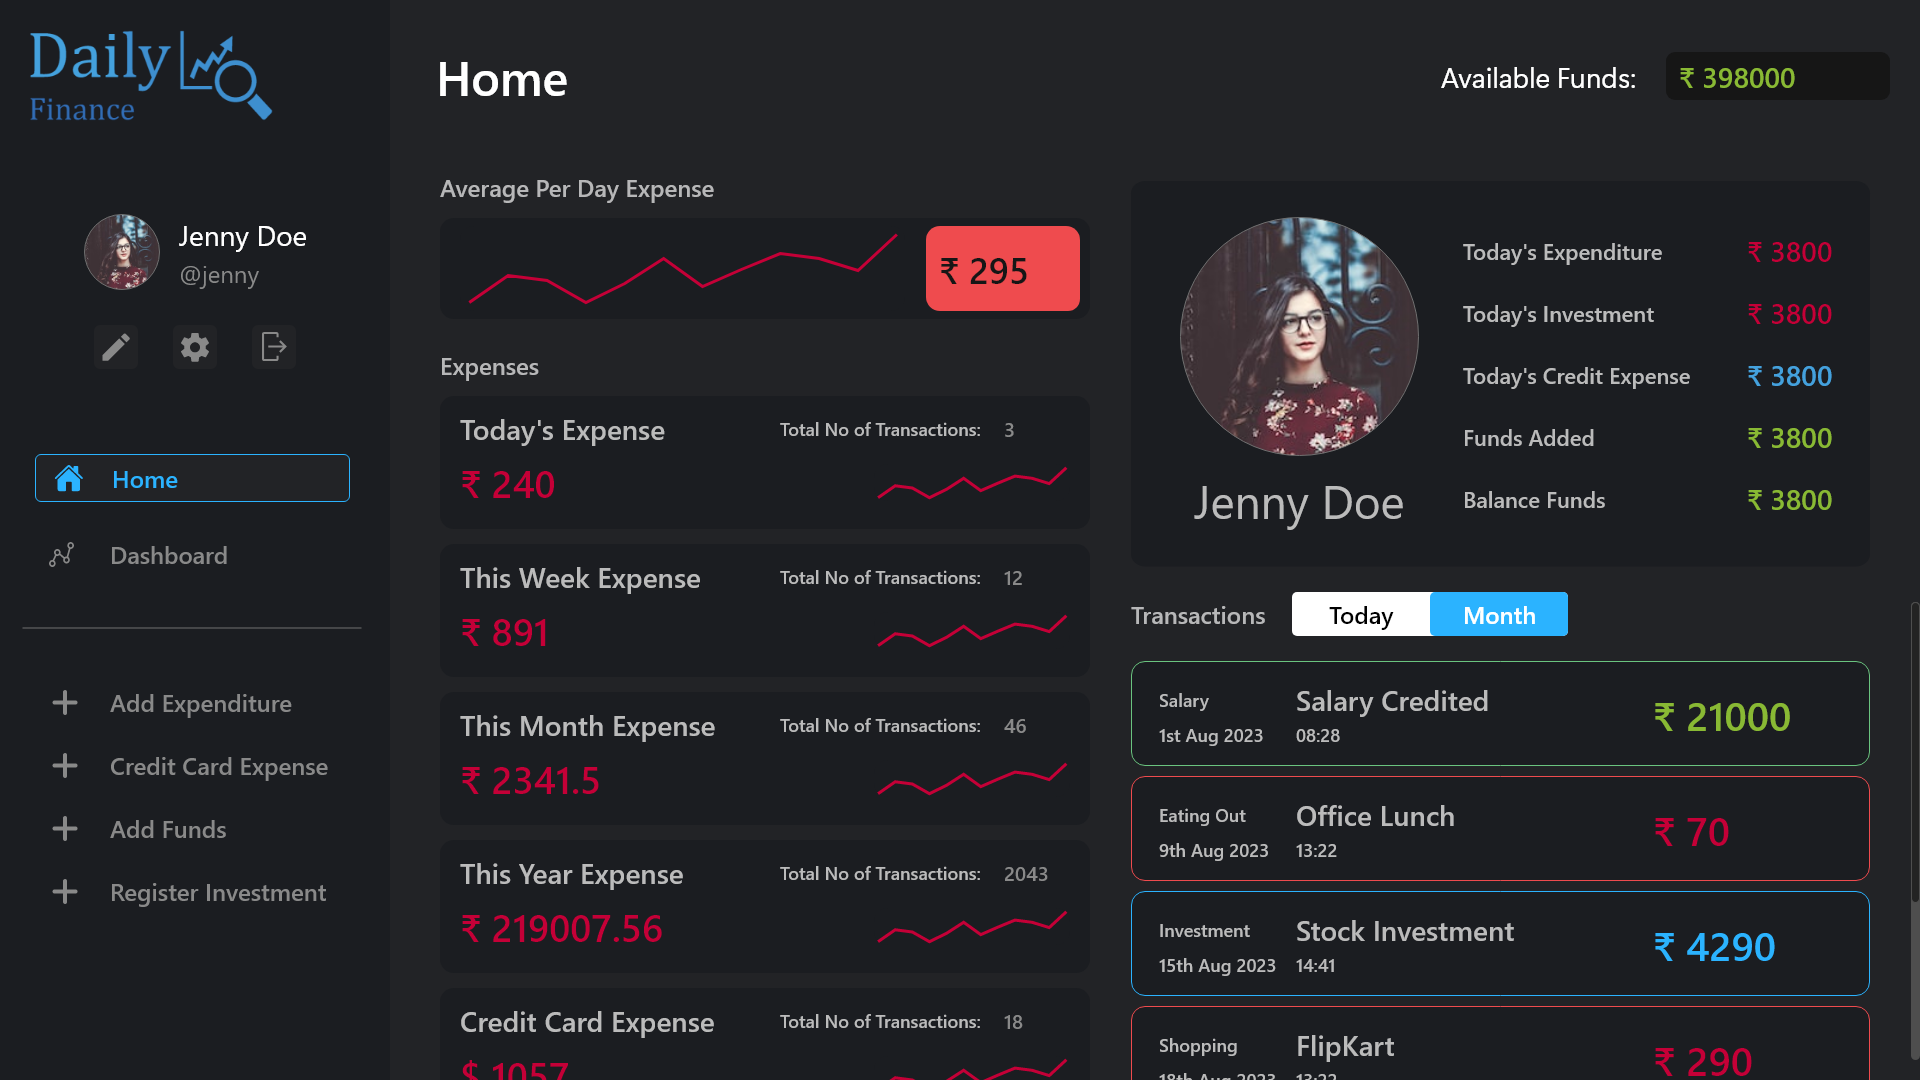 Daily
Finance
Jenny Doe
@jenny
Home
Dashboard
Add Expenditure
Credit Card Expense
Add Funds
Register Investment
Home
Available Funds:
₹ 398000
Average Per Day Expense
₹ 295
Expenses
Today's Expense
Total No of Transactions: 3
₹ 240
This Week Expense
Total No of Transactions: 12
₹ 891
This Month Expense
Total No of Transactions: 46
₹ 2341.5
This Year Expense
Total No of Transactions: 2043
₹ 219007.56
Credit Card Expense
Total No of Transactions: 18
$ 1057
Jenny Doe
Today's Expenditure ₹ 3800
Today's Investment ₹ 3800
Today's Credit Expense ₹ 3800
Funds Added ₹ 3800
Balance Funds ₹ 3800
Transactions
Today
Month
Salary
Salary Credited
1st Aug 2023
08:28
₹ 21000
Eating Out
Office Lunch
9th Aug 2023
13:22
₹ 70
Investment
Stock Investment
15th Aug 2023
14:41
₹ 4290
Shopping
FlipKart
18th Aug 2023
13:22
₹ 290